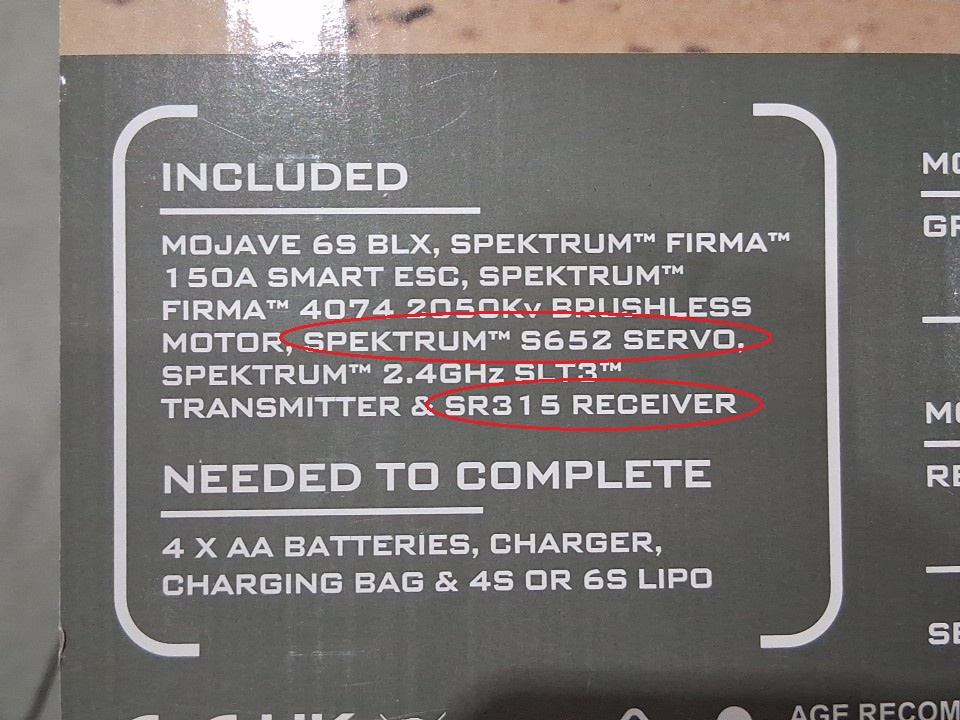 INCLUDED
MOJAVE 6S BLX, SPEKTRUM™ FIRMA™
150A SMART ESC, SPEKTRUM™
FIRMA™ 4074 2050Kv BRUSHLESS
MOTOR, SPEKTRUM™ S652 SERVO,
SPEKTRUM™ 2.4GHz SLT3™
TRANSMITTER & SR315 RECEIVER
NEEDED TO COMPLETE
4 X AA BATTERIES, CHARGER,
CHARGING BAG & 4S OR 6S LIPO
AGE RECOM